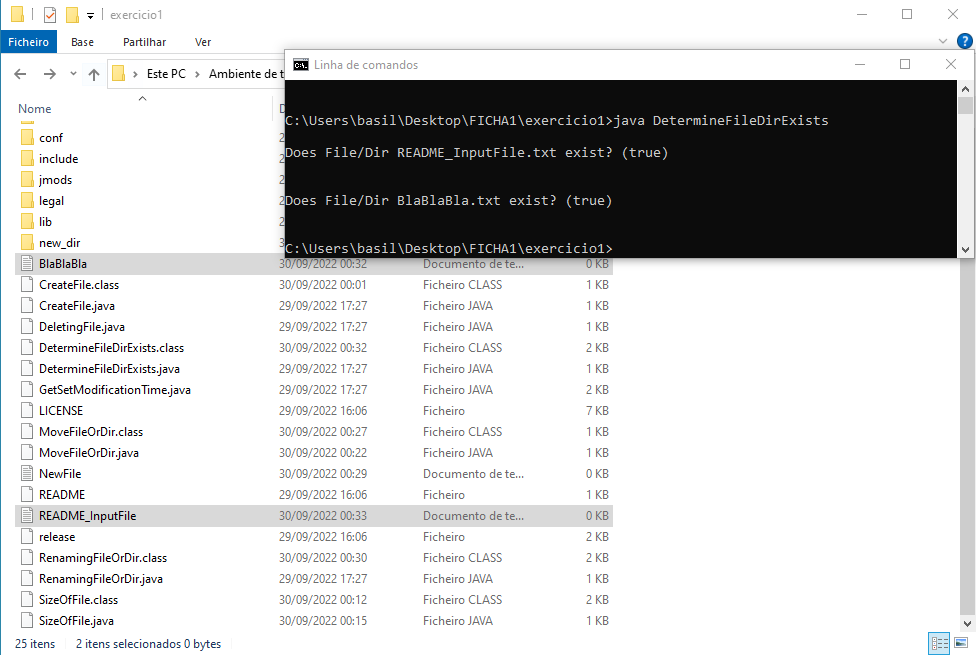 exercicio1
Ficheiro Base Partilhar Ver
Este PC Ambiente de t
Linha de comandos
C:\Users\basil\Desktop\FICHA1\exercicio1>java DetermineFileDirExists
Does File/Dir README_InputFile.txt exist? (true)
Does File/Dir BlaBlaBla.txt exist? (true)
C:\Users\basil\Desktop\FICHA1\exercicio1>
Nome
conf
include
jmods
legal
lib
new_dir
BlaBlaBla 30/09/2022 00:32 Documento de te... 0 KB
CreateFile.class 30/09/2022 00:01 Ficheiro CLASS 1 KB
CreateFile.java 29/09/2022 17:27 Ficheiro JAVA 1 KB
DeletingFile.java 29/09/2022 17:27 Ficheiro JAVA 1 KB
DetermineFileDirExists.class 30/09/2022 00:32 Ficheiro CLASS 2 KB
DetermineFileDirExists.java 29/09/2022 17:27 Ficheiro JAVA 1 KB
GetSetModificationTime.java 29/09/2022 17:27 Ficheiro JAVA 2 KB
LICENSE 29/09/2022 16:06 Ficheiro 7 KB
MoveFileOrDir.class 30/09/2022 00:27 Ficheiro CLASS 1 KB
MoveFileOrDir.java 30/09/2022 00:22 Ficheiro JAVA 1 KB
NewFile 30/09/2022 00:29 Documento de te... 0 KB
README 29/09/2022 16:06 Ficheiro 1 KB
README_InputFile 30/09/2022 00:33 Documento de te... 0 KB
release 29/09/2022 16:06 Ficheiro 2 KB
RenamingFileOrDir.class 30/09/2022 00:30 Ficheiro CLASS 2 KB
RenamingFileOrDir.java 29/09/2022 17:27 Ficheiro JAVA 1 KB
SizeOfFile.class 30/09/2022 00:12 Ficheiro CLASS 2 KB
SizeOfFile.java 30/09/2022 00:15 Ficheiro JAVA 1 KB
25 itens 2 itens selecionados 0 bytes